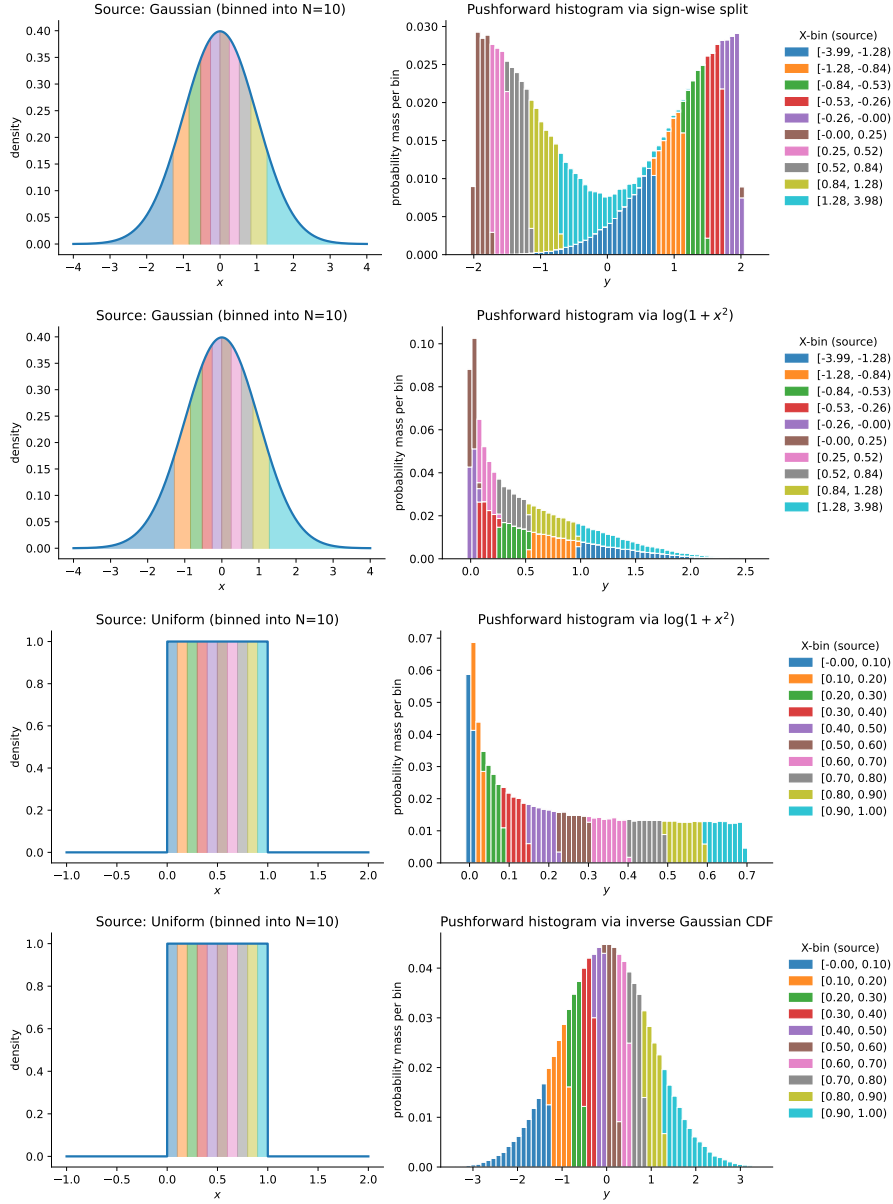 Source: Gaussian (binned into N=10)
density
0.40
0.35
0.30
0.25
0.20
0.15
0.10
0.05
0.00
−4 −3 −2 −1 0 1 2 3 4
x
Pushforward histogram via sign-wise split
probability mass per bin
0.030
0.025
0.020
0.015
0.010
0.005
0.000
−2 −1 0 1 2
y
X-bin (source)
[-3.99, -1.28)
[-1.28, -0.84)
[-0.84, -0.53)
[-0.53, -0.26)
[-0.26, -0.00)
[-0.00, 0.25)
[0.25, 0.52)
[0.52, 0.84)
[0.84, 1.28)
[1.28, 3.98)
Source: Gaussian (binned into N=10)
density
0.40
0.35
0.30
0.25
0.20
0.15
0.10
0.05
0.00
−4 −3 −2 −1 0 1 2 3 4
x
Pushforward histogram via log(1 + x²)
probability mass per bin
0.10
0.08
0.06
0.04
0.02
0.00
0.0 0.5 1.0 1.5 2.0 2.5
y
X-bin (source)
[-3.99, -1.28)
[-1.28, -0.84)
[-0.84, -0.53)
[-0.53, -0.26)
[-0.26, -0.00)
[-0.00, 0.25)
[0.25, 0.52)
[0.52, 0.84)
[0.84, 1.28)
[1.28, 3.98)
Source: Uniform (binned into N=10)
density
1.0
0.8
0.6
0.4
0.2
0.0
−1.0 −0.5 0.0 0.5 1.0 1.5 2.0
x
Pushforward histogram via log(1 + x²)
probability mass per bin
0.07
0.06
0.05
0.04
0.03
0.02
0.01
0.00
0.0 0.1 0.2 0.3 0.4 0.5 0.6 0.7
y
X-bin (source)
[-0.00, 0.10)
[0.10, 0.20)
[0.20, 0.30)
[0.30, 0.40)
[0.40, 0.50)
[0.50, 0.60)
[0.60, 0.70)
[0.70, 0.80)
[0.80, 0.90)
[0.90, 1.00)
Source: Uniform (binned into N=10)
density
1.0
0.8
0.6
0.4
0.2
0.0
−1.0 −0.5 0.0 0.5 1.0 1.5 2.0
x
Pushforward histogram via inverse Gaussian CDF
probability mass per bin
0.04
0.03
0.02
0.01
0.00
−3 −2 −1 0 1 2 3
y
X-bin (source)
[-0.00, 0.10)
[0.10, 0.20)
[0.20, 0.30)
[0.30, 0.40)
[0.40, 0.50)
[0.50, 0.60)
[0.60, 0.70)
[0.70, 0.80)
[0.80, 0.90)
[0.90, 1.00)